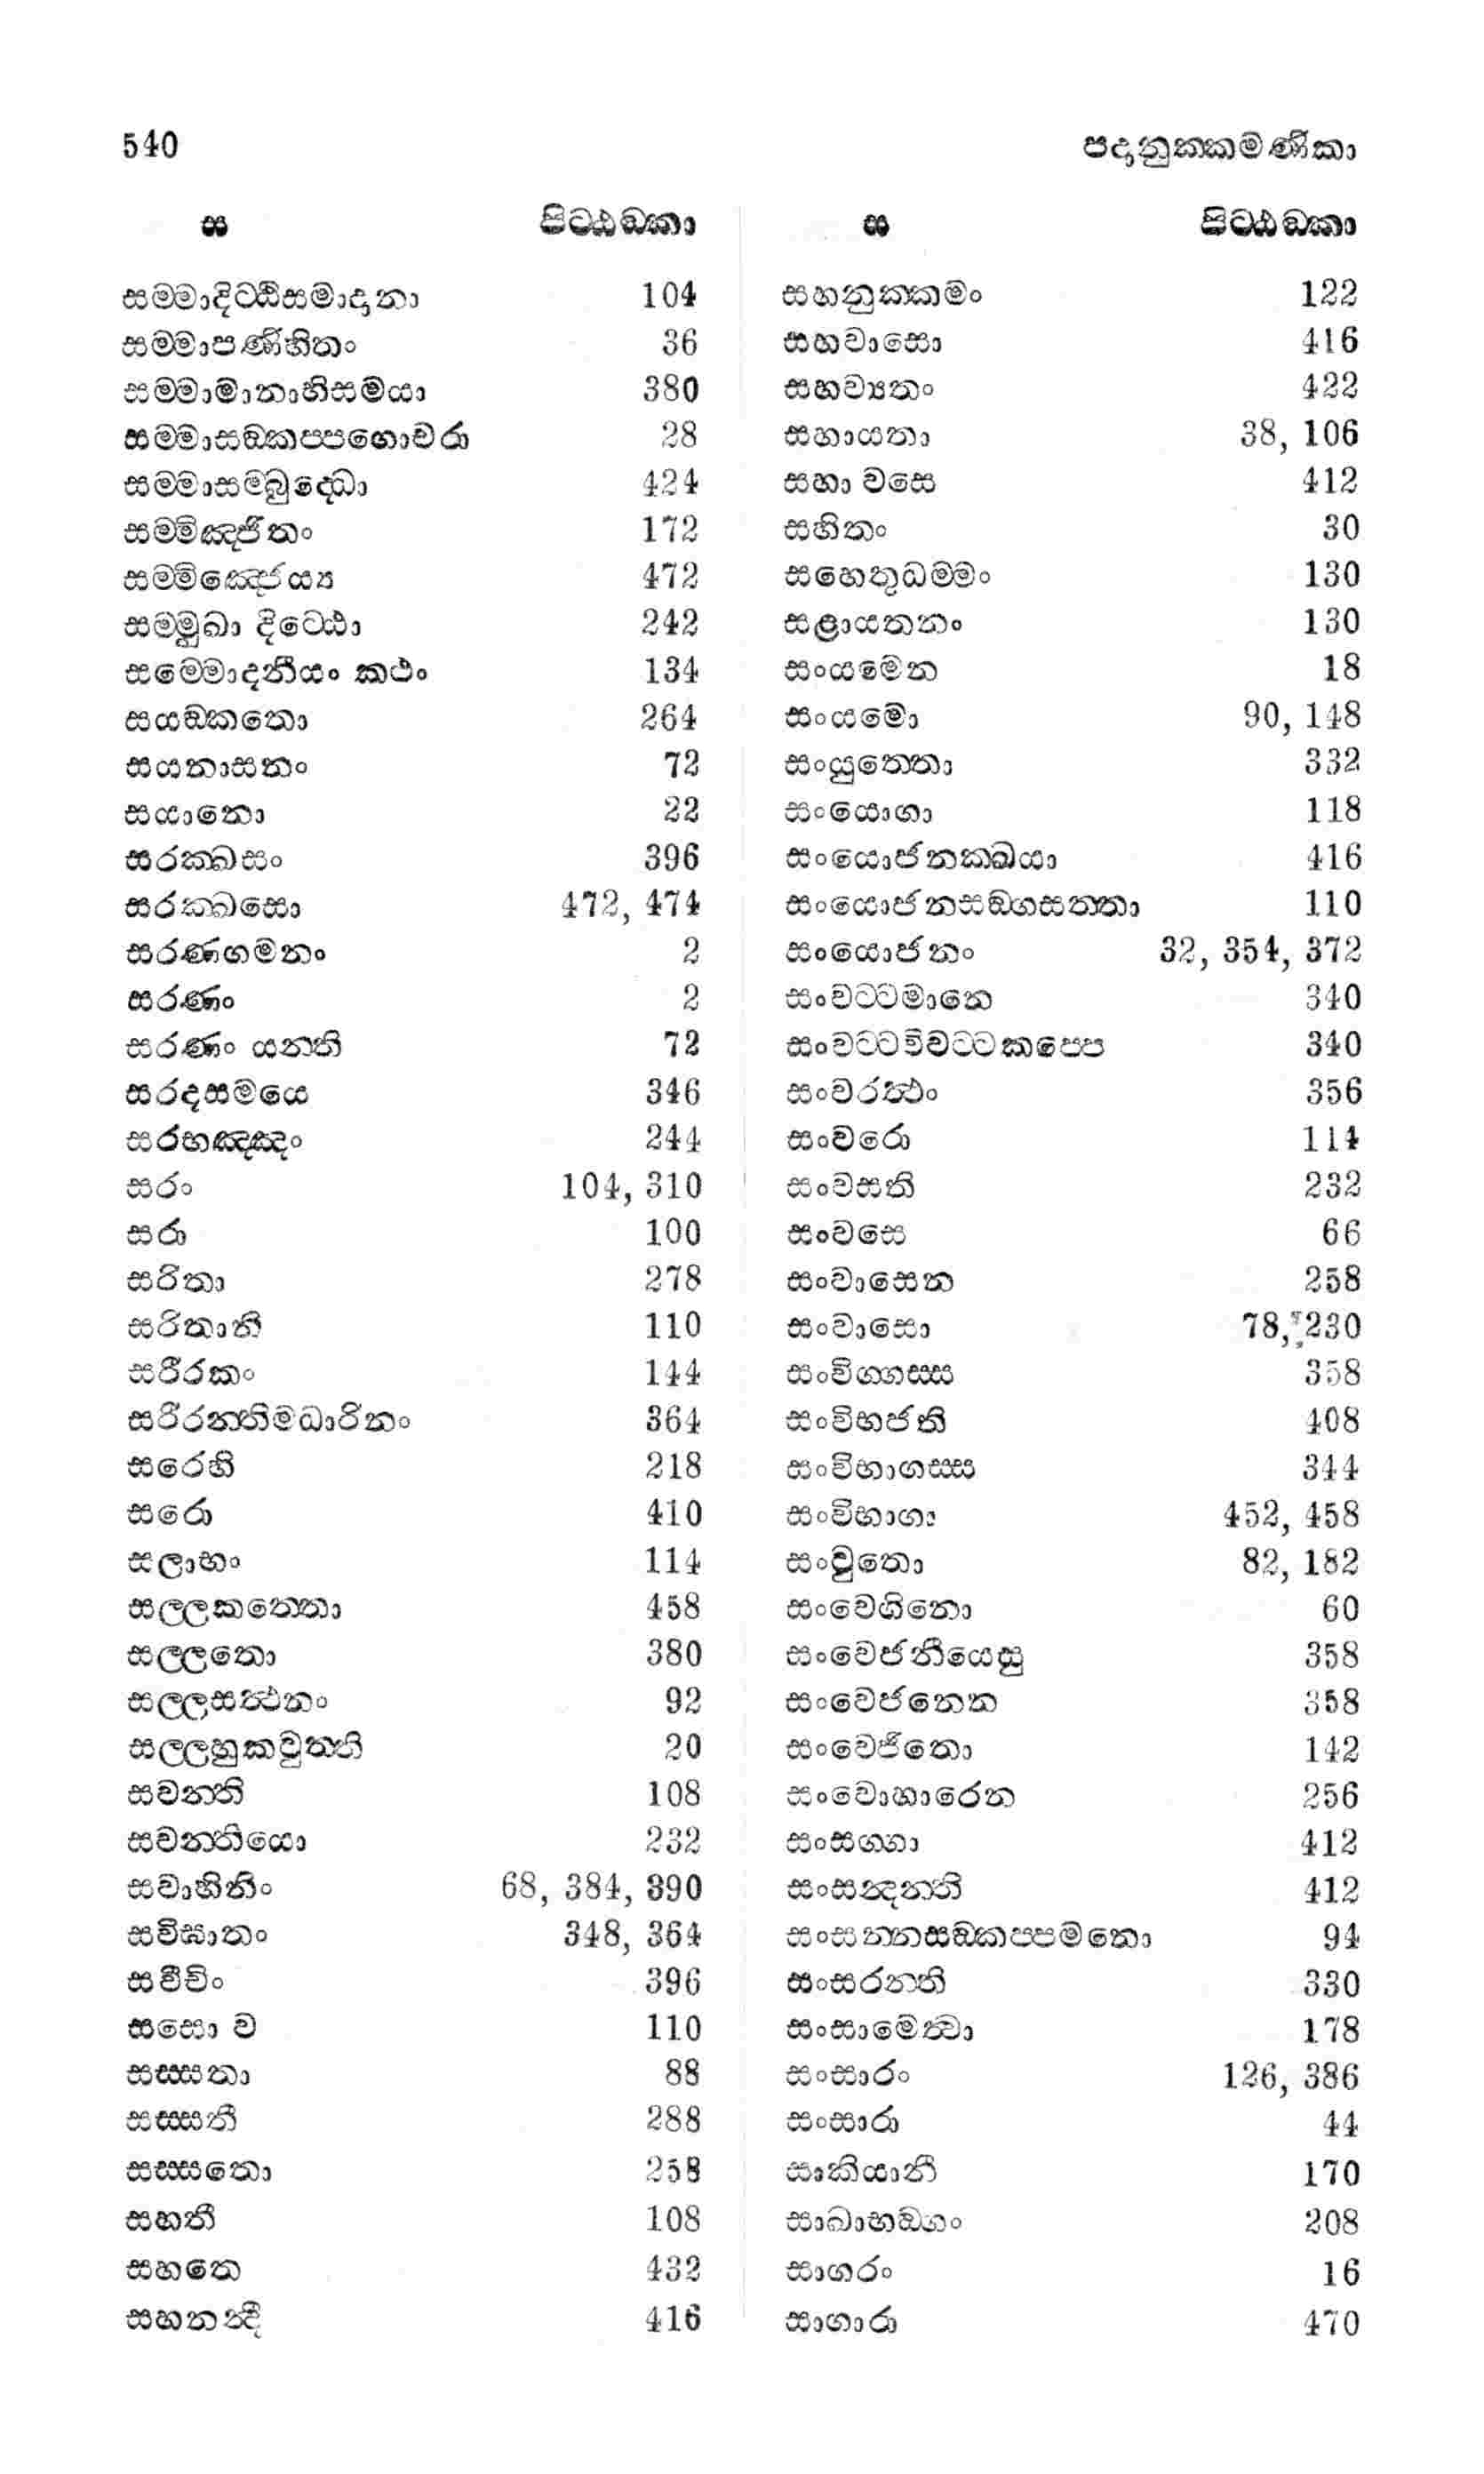 540 පදානුක්කමණිකා
ස පිට්ඨඞ්කා
සම්මාදිට්ඨිසමාදානා 104
සම්මාපණිහිතං 36
සම්මාමානාභිසමයා 380
සම්මාසඞ්කප්පගොචරා 28
සම්මාසම්බුද්ධො 424
සම්මිඤ්ජිතං 172
සම්මිඤ්ජෙය්‍ය 472
සම්මුඛා දිට්ඨො 242
සම්මොදනීයං කථං 134
සයඞ්කතො 264
සයනාසනං 72
සයානො 22
සරක්ඛසං 396
සරක්ඛසො 472, 474
සරණගමනං 2
සරණං 2
සරණං යන්ති 72
සරදසමයෙ 346
සරභඤ්ඤං 244
සරං 104, 310
සරා 100
සරිතා 278
සරිතානි 110
සරීරකං 144
සරීරන්තිමධාරිනං 364
සරෙහි 218
සරො 410
සලාභං 114
සල්ලකත්තො 458
සල්ලතො 380
සල්ලසත්ථනං 92
සල්ලහුකවුත්ති 20
සවන්ති 108
සවන්තියො 232
සවාහිනිං 68, 384, 390
සවිඝාතං 348, 364
සවීචිං 396
සසො ව 110
සස්සතා 88
සස්සතී 288
සස්සතො 258
සහතී 108
සහතෙ 432
සහනන්දී 416
ස පිට්ඨඞ්කා
සහනුක්කමං 122
සහවාසො 416
සහව්‍යතං 422
සහායතා 38, 106
සහා වසෙ 412
සහිතං 30
සහෙතුධම්මං 130
සළායතනං 130
සංයමෙන 18
සංයමො 90, 148
සංයුත්තො 332
සංයොගා 118
සංයොජනක්ඛයා 416
සංයොජනසඞ්ගසත්තා 110
සංයොජනං 32, 354, 372
සංවට්ටමානෙ 340
සංවට්ටවිවට්ටකප්පෙ 340
සංවරත්ථං 356
සංවරො 114
සංවසති 232
සංවසෙ 66
සංවාසෙන 258
සංවාසො 78, 230
සංවිග්ගස්ස 358
සංවිභජති 408
සංවිභාගස්ස 344
සංවිභාගා 452, 458
සංවුතො 82, 182
සංවෙගිනො 60
සංවෙජනීයෙසු 358
සංවෙජනෙන 358
සංවෙජිතො 142
සංවොහාරෙන 256
සංසග්ගා 412
සංසඤන්ති 412
සංසන්නසඞ්කප්පමනො 94
සංසරන්ති 330
සංසාමෙත්වා 178
සංසාරං 126, 386
සංසාරා 44
සාකියානී 170
සාඛාභඞ්ගං 208
සාගරං 16
සාගාරා 470